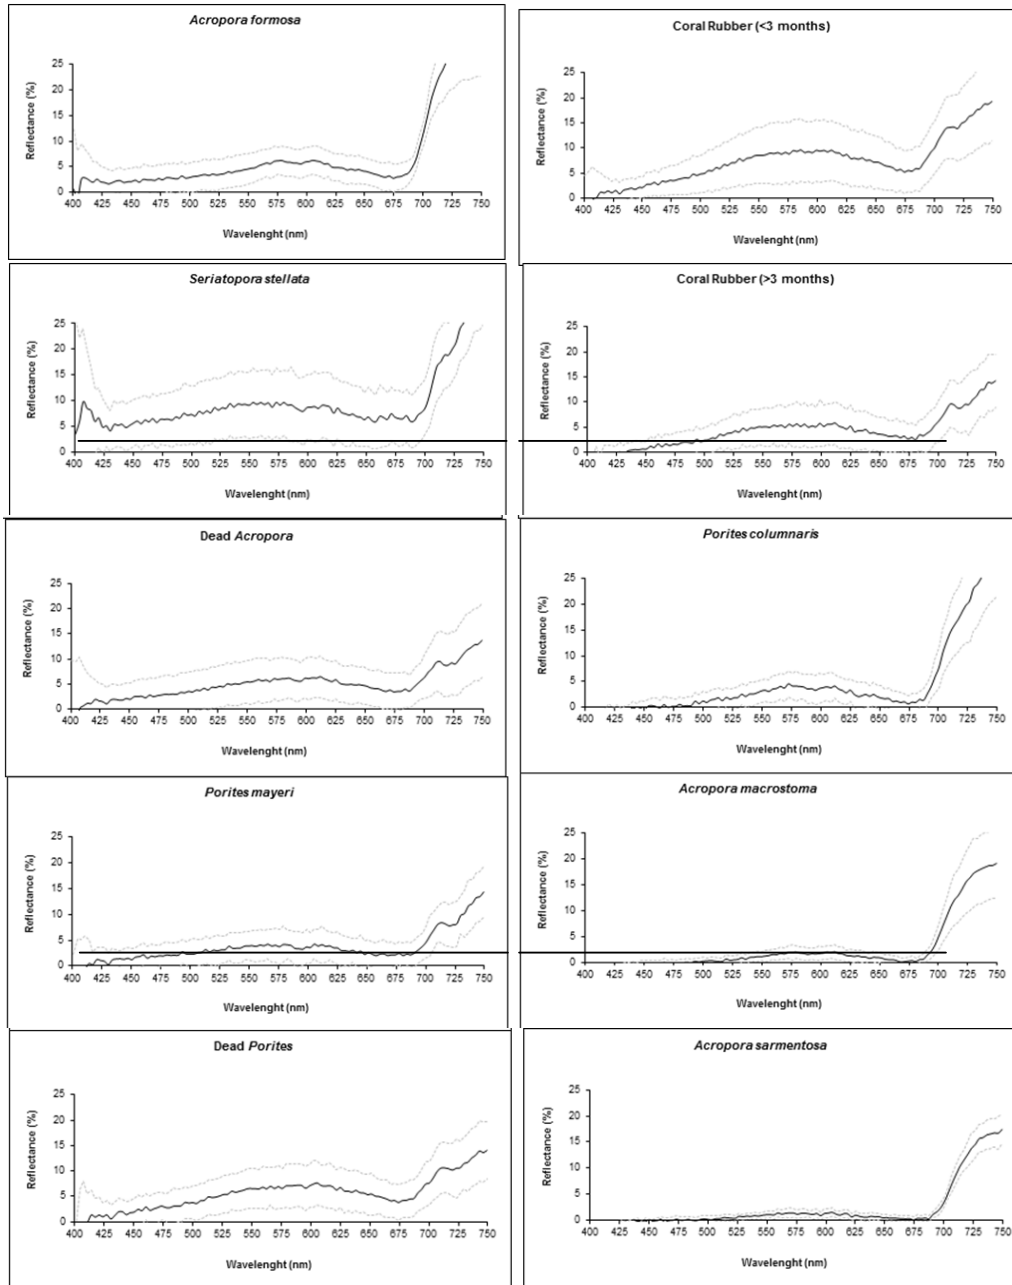 Acropora formosa
Reflectance (%)
25
20
15
10
5
0
400 425 450 475 500 525 550 575 600 625 650 675 700 725 750
Wavelenght (nm)
Coral Rubber (<3 months)
Reflectance (%)
25
20
15
10
5
0
400 425 450 475 500 525 550 575 600 625 650 675 700 725 750
Wavelenght (nm)
Seriatopora stellata
Reflectance (%)
25
20
15
10
5
0
400 425 450 475 500 525 550 575 600 625 650 675 700 725 750
Wavelenght (nm)
Coral Rubber (>3 months)
Reflectance (%)
25
20
15
10
5
0
400 425 450 475 500 525 550 575 600 625 650 675 700 725 750
Wavelenght (nm)
Dead Acropora
Reflectance (%)
25
20
15
10
5
0
400 425 450 475 500 525 550 575 600 625 650 675 700 725 750
Wavelenght (nm)
Porites columnaris
Reflectance (%)
25
20
15
10
5
0
400 425 450 475 500 525 550 575 600 625 650 675 700 725 750
Wavelenght (nm)
Porites mayeri
Reflectance (%)
25
20
15
10
5
0
400 425 450 475 500 525 550 575 600 625 650 675 700 725 750
Wavelenght (nm)
Acropora macrostoma
Reflectance (%)
25
20
15
10
5
0
400 425 450 475 500 525 550 575 600 625 650 675 700 725 750
Wavelenght (nm)
Dead Porites
Reflectance (%)
25
20
15
10
5
0
400 425 450 475 500 525 550 575 600 625 650 675 700 725 750
Wavelenght (nm)
Acropora sarmentosa
Reflectance (%)
25
20
15
10
5
0
400 425 450 475 500 525 550 575 600 625 650 675 700 725 750
Wavelenght (nm)